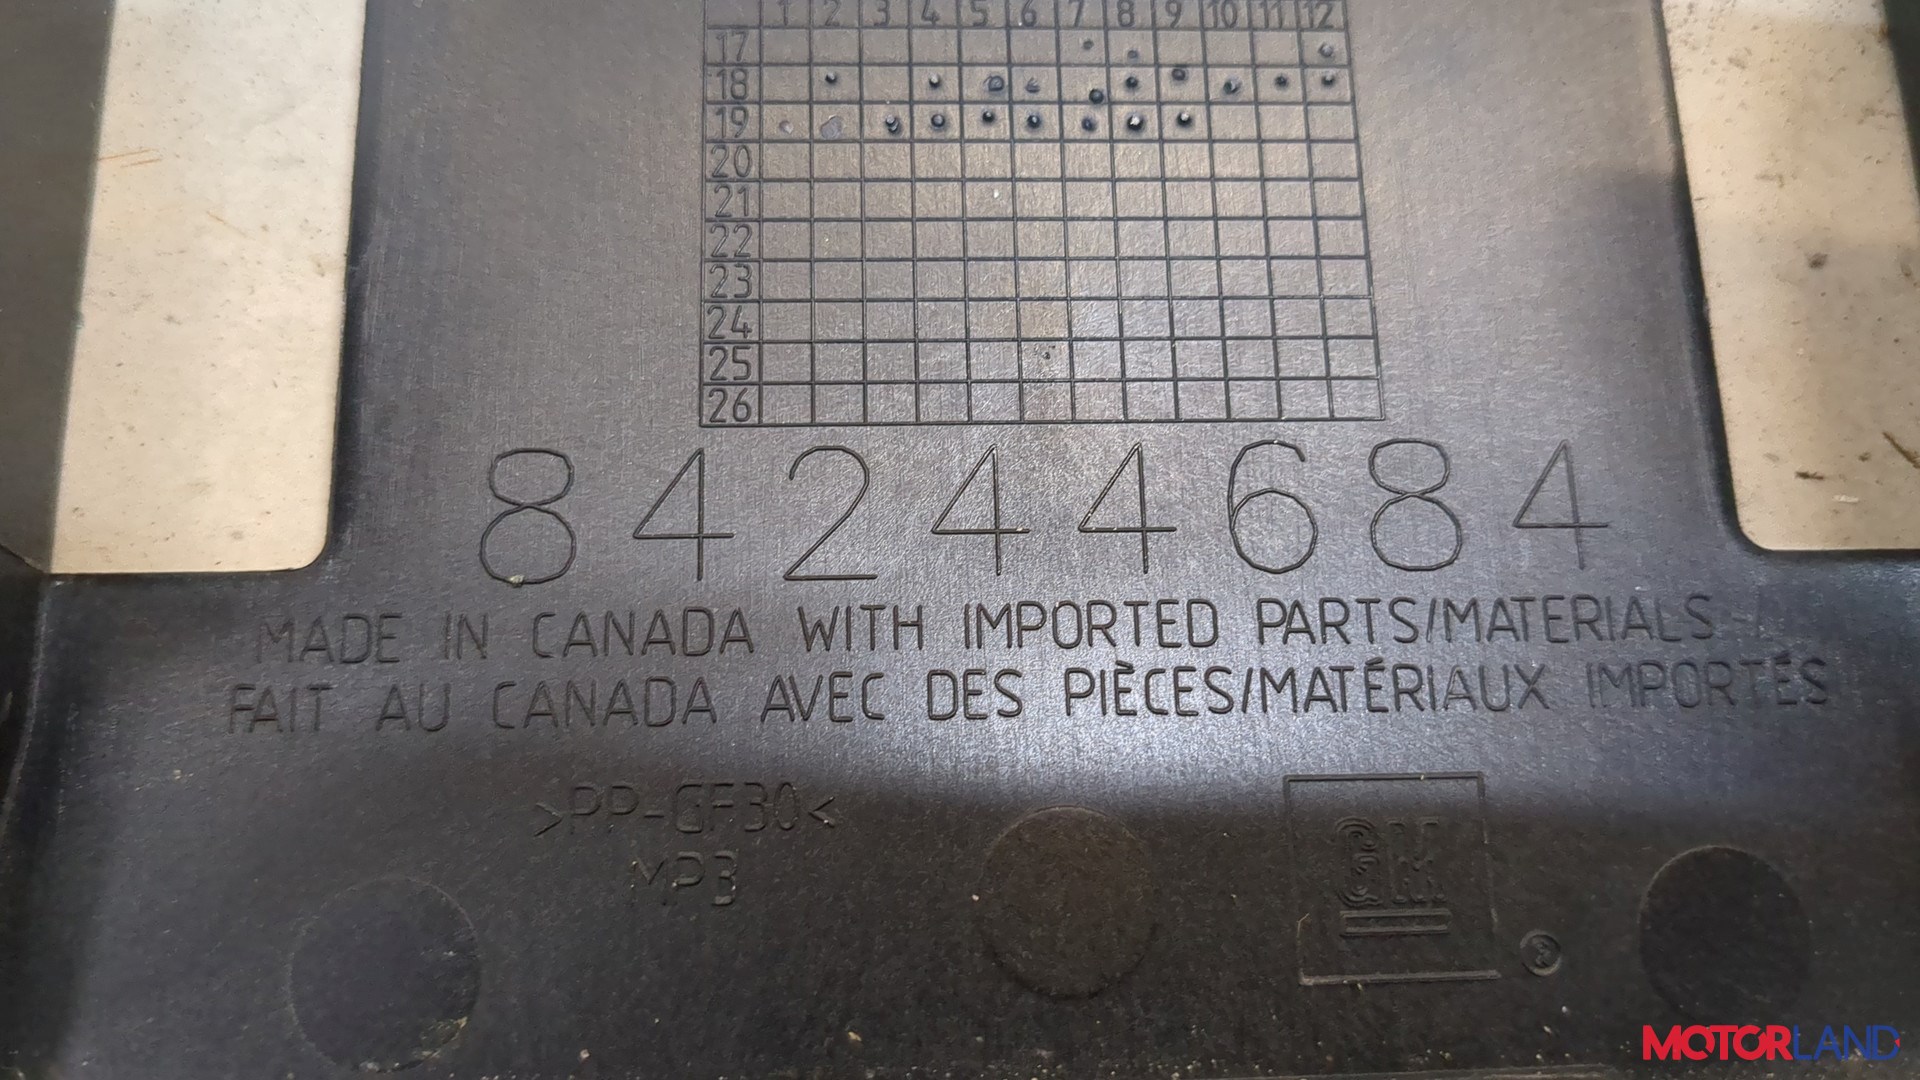 1 2 3 4 5 6 7 8 9 10 11 12
17
18
19
20
21
22
23
24
25
26
84244684
MADE IN CANADA WITH IMPORTED PARTS/MATERIALS
FAIT AU CANADA AVEC DES PIÈCES/MATÉRIAUX IMPORTÉS
>PP-GF30<
MP3
GM
®
MOTORLAND